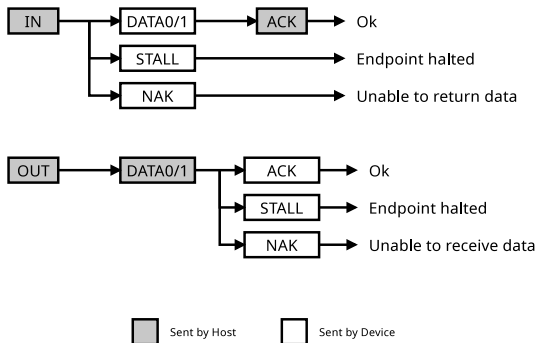 IN DATA0/1 ACK Ok
STALL Endpoint halted
NAK Unable to return data
OUT DATA0/1 ACK Ok
STALL Endpoint halted
NAK Unable to receive data
Sent by Host Sent by Device